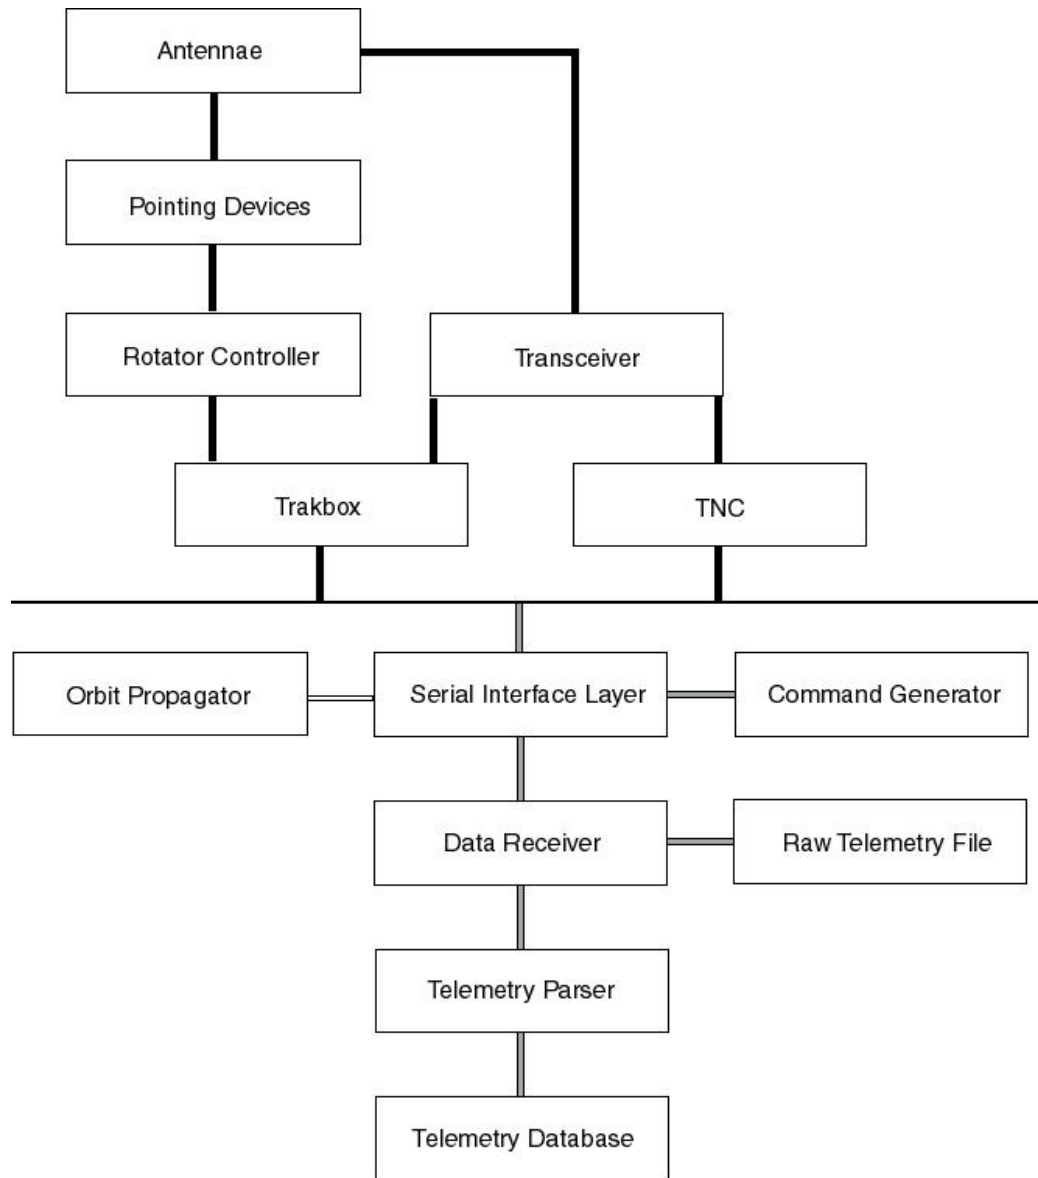 Antennae
Pointing Devices
Rotator Controller
Transceiver
Trakbox
TNC
Orbit Propagator
Serial Interface Layer
Command Generator
Data Receiver
Raw Telemetry File
Telemetry Parser
Telemetry Database